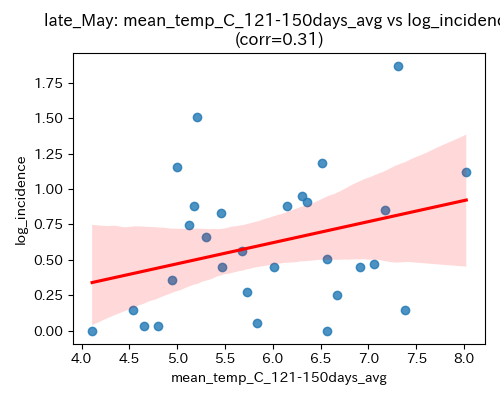 late_May: mean_temp_C_121-150days_avg vs log_incidenc
(corr=0.31)
log_incidence
1.75
1.50
1.25
1.00
0.75
0.50
0.25
0.00
4.0 4.5 5.0 5.5 6.0 6.5 7.0 7.5 8.0
mean_temp_C_121-150days_avg